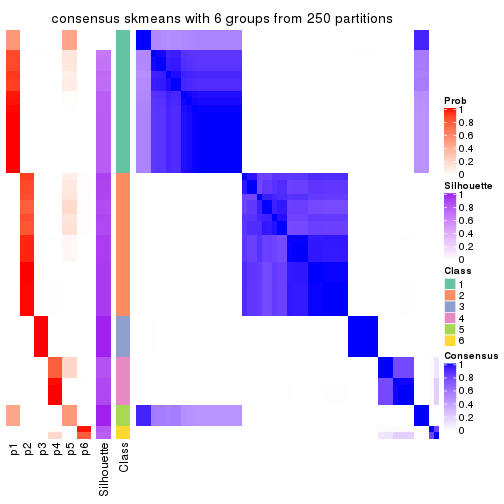 consensus skmeans with 6 groups from 250 partitions
Prob
1
0.8
0.6
0.4
0.2
0
Silhouette
1
0.8
0.6
0.4
0.2
0
Class
1
2
3
4
5
6
Consensus
1
0.8
0.6
0.4
0.2
0
p1
p2
p3
p4
p5
p6
Silhouette
Class